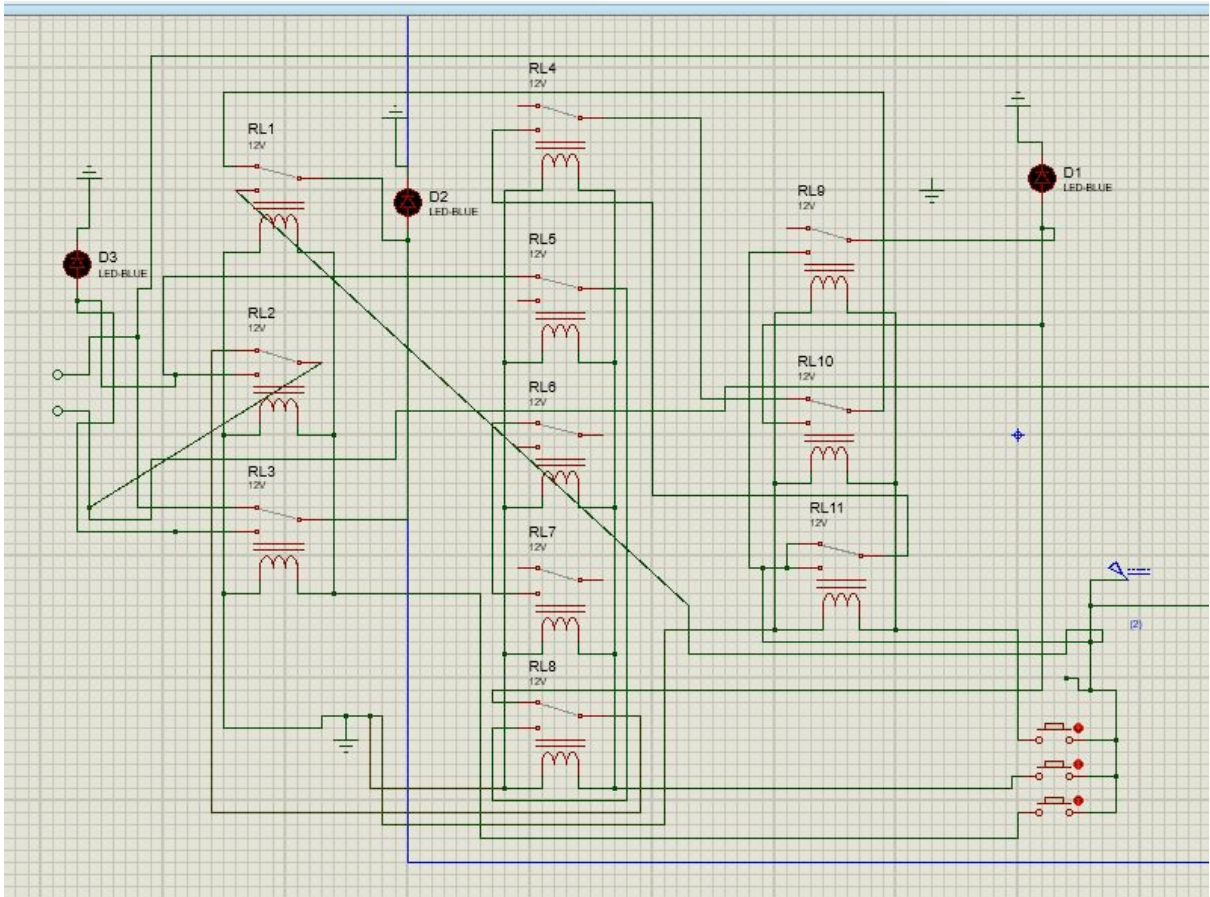 RL4
12V
RL1
12V
D1
LED-BLUE
D2
LED-BLUE
RL9
12V
RL5
12V
D3
LED-BLUE
RL2
12V
RL10
12V
RL6
12V
RL3
12V
RL11
12V
RL7
12V
(2)
RL8
12V